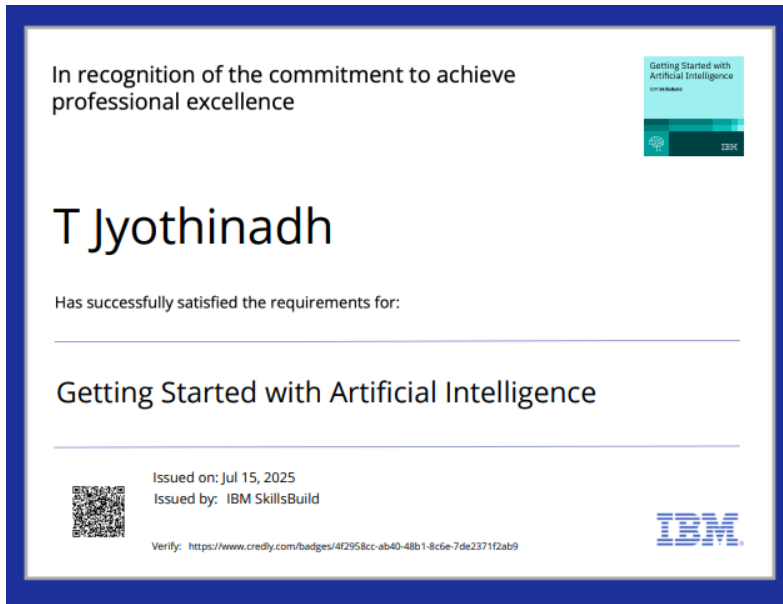 In recognition of the commitment to achieve
professional excellence
Getting Started with
Artificial Intelligence
IBM SkillsBuild
IBM
T Jyothinadh
Has successfully satisfied the requirements for:
Getting Started with Artificial Intelligence
Issued on: Jul 15, 2025
Issued by: IBM SkillsBuild
Verify: https://www.credly.com/badges/4f2958cc-ab40-48b1-8c6e-7de2371f2ab9
IBM.